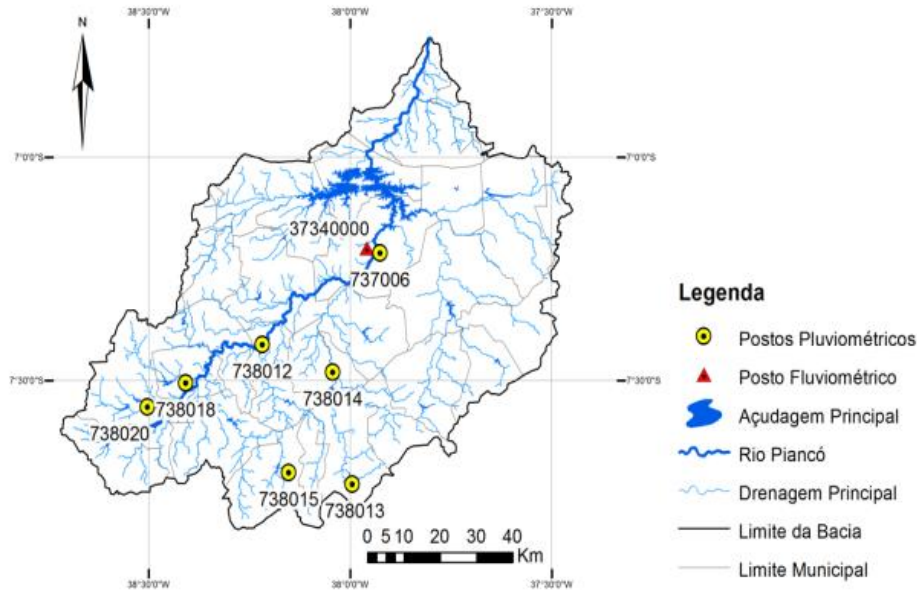 38°30'0"W
38°0'0"W
37°30'0"W
N
7°0'0"S
7°0'0"S
37340000
737006
738012
738014
7°30'0"S
7°30'0"S
738018
738020
738015
738013
0 5 10 20 30 40
Km
38°30'0"W
38°0'0"W
37°30'0"W
Legenda
Postos Pluviométricos
Posto Fluviométrico
Açudagem Principal
Rio Piancó
Drenagem Principal
Limite da Bacia
Limite Municipal